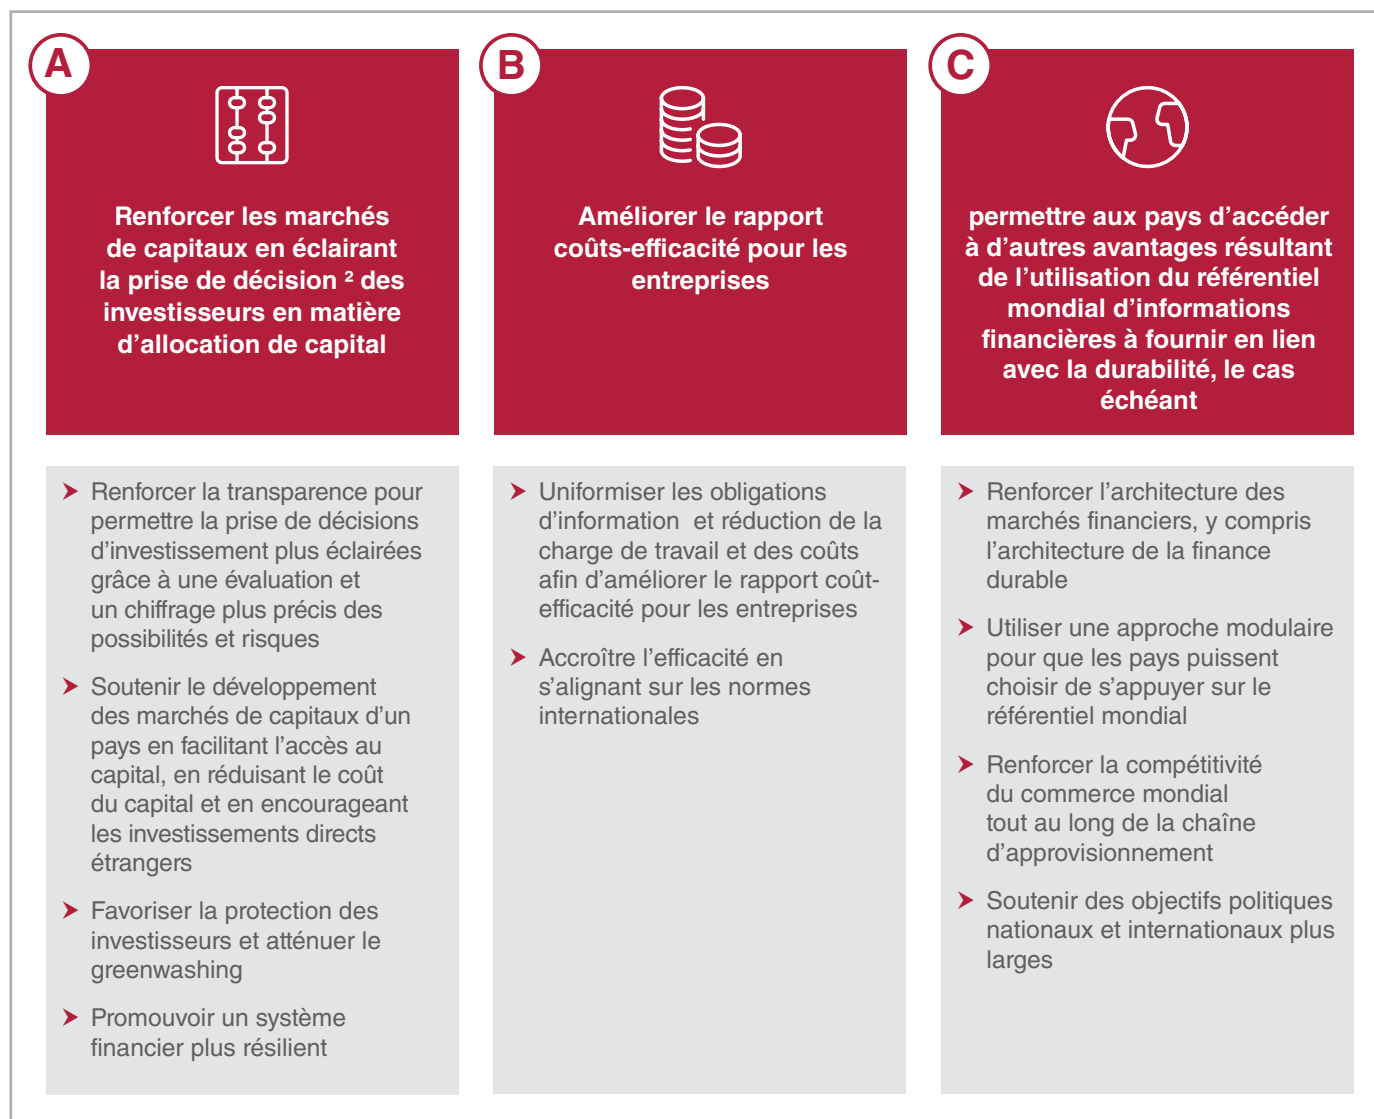 A
Renforcer les marchés
de capitaux en éclairant
la prise de décision ² des
investisseurs en matière
d’allocation de capital
➤ Renforcer la transparence pour
permettre la prise de décisions
d’investissement plus éclairées
grâce à une évaluation et
un chiffrage plus précis des
possibilités et risques
➤ Soutenir le développement
des marchés de capitaux d’un
pays en facilitant l’accès au
capital, en réduisant le coût
du capital et en encourageant
les investissements directs
étrangers
➤ Favoriser la protection des
investisseurs et atténuer le
greenwashing
➤ Promouvoir un système
financier plus résilient
B
Améliorer le rapport
coûts-efficacité pour les
entreprises
➤ Uniformiser les obligations
d’information  et réduction de la
charge de travail et des coûts
afin d’améliorer le rapport coût-
efficacité pour les entreprises
➤ Accroître l’efficacité en
s’alignant sur les normes
internationales
C
permettre aux pays d’accéder
à d’autres avantages résultant
de l’utilisation du référentiel
mondial d’informations
financières à fournir en lien
avec la durabilité, le cas
échéant
➤ Renforcer l’architecture des
marchés financiers, y compris
l’architecture de la finance
durable
➤ Utiliser une approche modulaire
pour que les pays puissent
choisir de s’appuyer sur le
référentiel mondial
➤ Renforcer la compétitivité
du commerce mondial
tout au long de la chaîne
d’approvisionnement
➤ Soutenir des objectifs politiques
nationaux et internationaux plus
larges